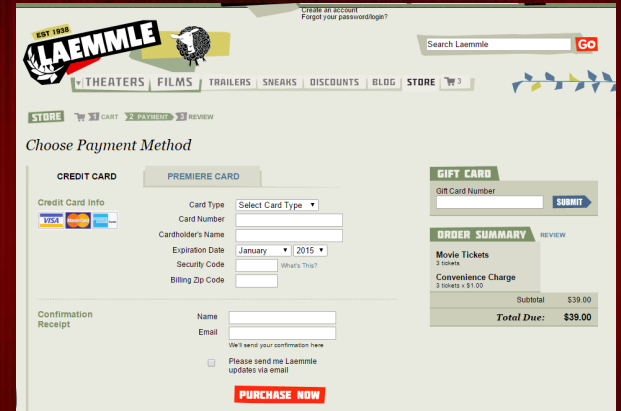 Create an account
Forgot your password/login?
EST 1938
LAEMMLE
Search Laemmle
GO
THEATERS FILMS TRAILERS SNEAKS DISCOUNTS BLOG STORE 3
STORE 1 CART 2 PAYMENT 3 REVIEW
Choose Payment Method
CREDIT CARD PREMIERE CARD
Credit Card Info
VISA MasterCard
Card Type Select Card Type
Card Number
Cardholder's Name
Expiration Date January 2015
Security Code What's This?
Billing Zip Code
Confirmation
Receipt
Name
Email
We'll send your confirmation here
Please send me Laemmle
updates via email
PURCHASE NOW
GIFT CARD
Gift Card Number
SUBMIT
ORDER SUMMARY REVIEW
Movie Tickets
3 tickets
Convenience Charge
3 tickets x $1.00
Subtotal $39.00
Total Due: $39.00